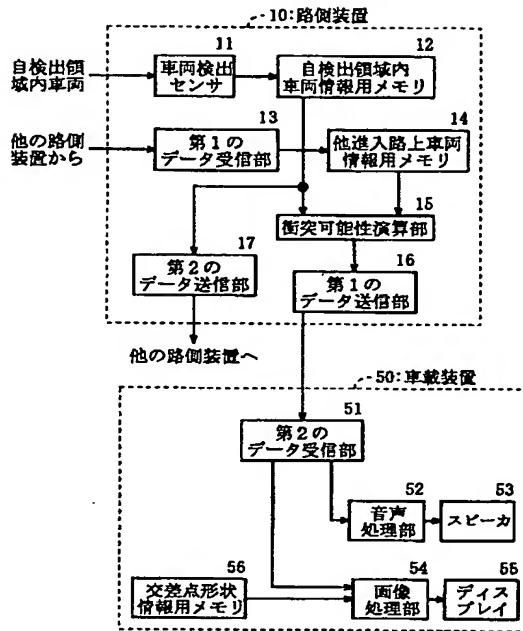 10:路側装置
11
12
自検出領
域内車両
車両検出
センサ
自検出領域内
車両情報用メモリ
13
14
他の路側
装置から
第1の
データ受信部
他進入路上車両
情報用メモリ
15
衝突可能性演算部
17
16
第2の
データ送信部
第1の
データ送信部
他の路側装置へ
50:車載装置
51
第2の
データ受信部
52
53
音声
処理部
スピーカ
56
54
55
交差点形状
情報用メモリ
画像
処理部
ディス
プレイ